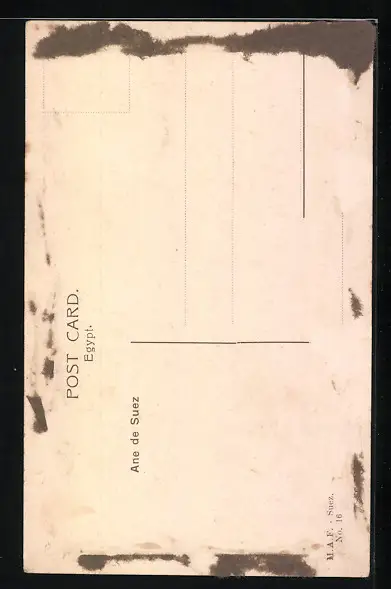 POST CARD.
Egypt.
Ane de Suez
M.A.F. - Suez.
No. 16